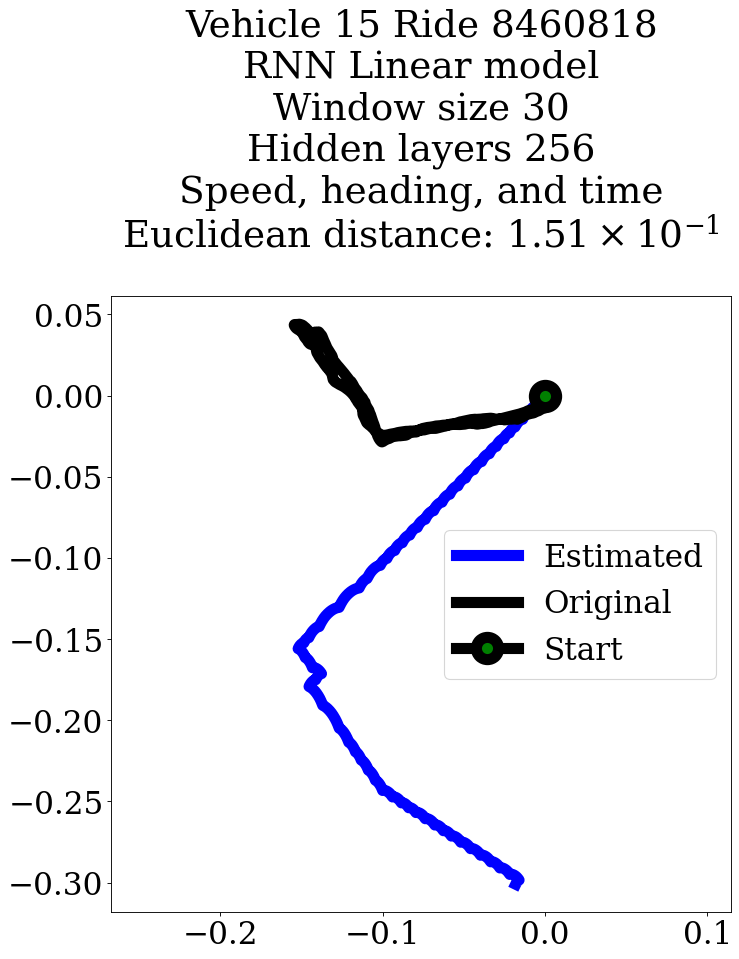 Vehicle 15 Ride 8460818
RNN Linear model
Window size 30
Hidden layers 256
Speed, heading, and time
Euclidean distance: 1.51 × 10⁻¹
0.05
0.00
−0.05
−0.10
−0.15
−0.20
−0.25
−0.30
Estimated
Original
Start
−0.2
−0.1
0.0
0.1